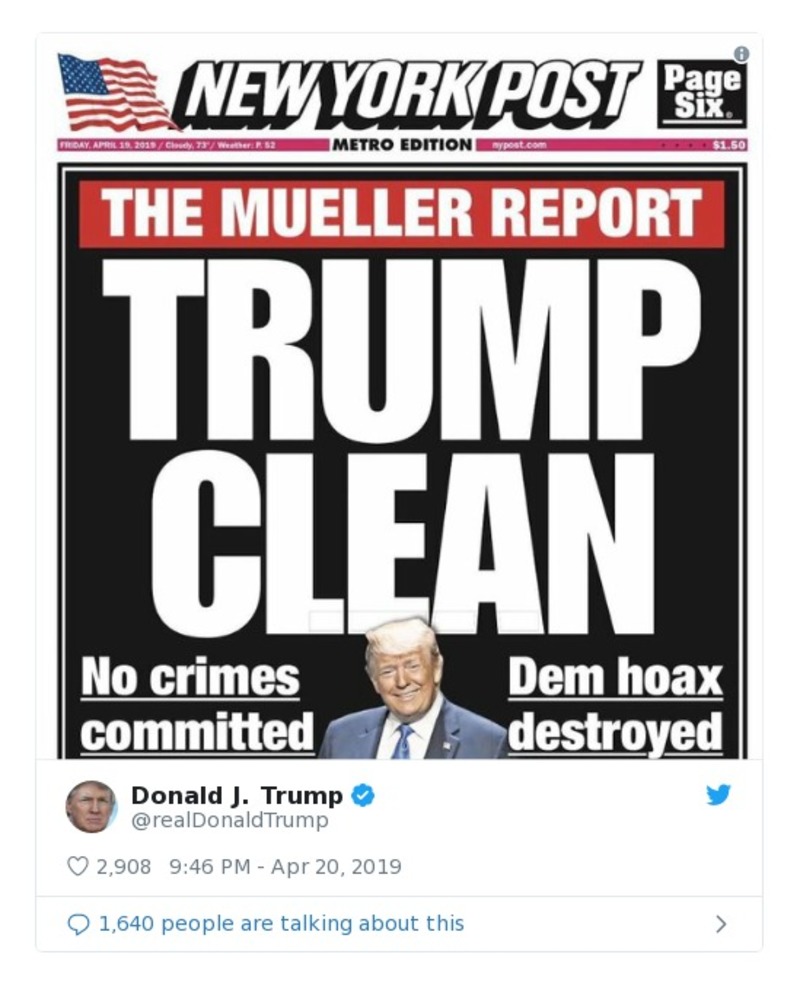 NEW YORK POST
Page
Six.
FRIDAY, APRIL 19, 2019 / Cloudy, 73° / Weather: P. 52
METRO EDITION
nypost.com
$1.50
THE MUELLER REPORT
TRUMP
CLEAN
No crimes
committed
Dem hoax
destroyed
Donald J. Trump
@realDonaldTrump
2,908 9:46 PM - Apr 20, 2019
1,640 people are talking about this